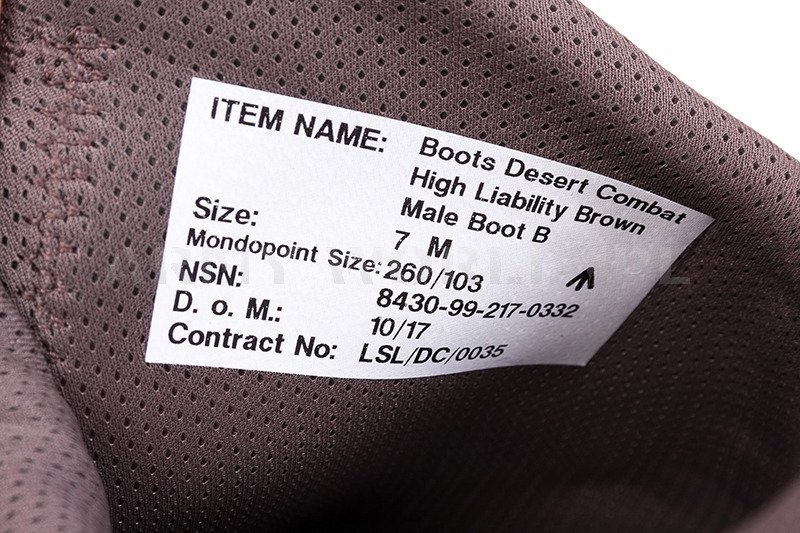 ITEM NAME: Boots Desert Combat
High Liability Brown
Male Boot B
Size: 7 M
Mondopoint Size: 260/103
NSN: 8430-99-217-0332
D. o. M.: 10/17
Contract No: LSL/DC/0035